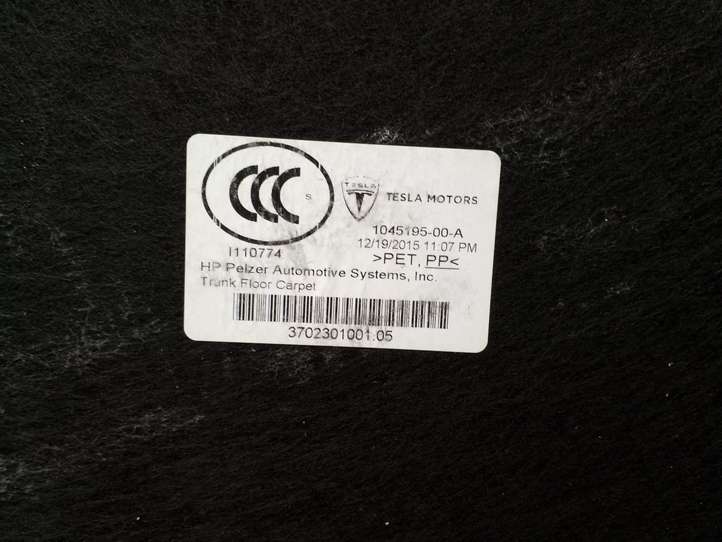 CCC S
TESLA
TESLA MOTORS
1045195-00-A
12/19/2015 11:07 PM
I110774
>PET, PP<
HP Pelzer Automotive Systems, Inc.
Trunk Floor Carpet
3702301001.05